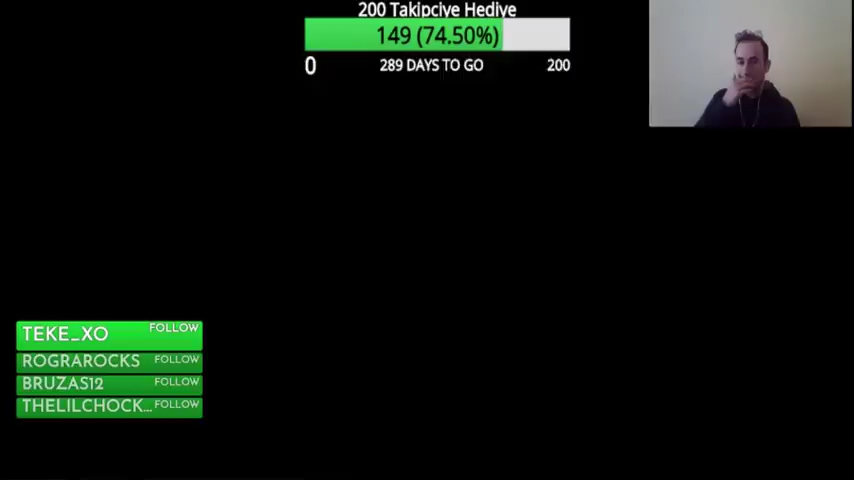 200 Takipciye Hediye
149 (74.50%)
0 289 DAYS TO GO 200
TEKE_XO FOLLOW
ROGRAROCKS FOLLOW
BRUZAS12 FOLLOW
THELILCHOCK... FOLLOW